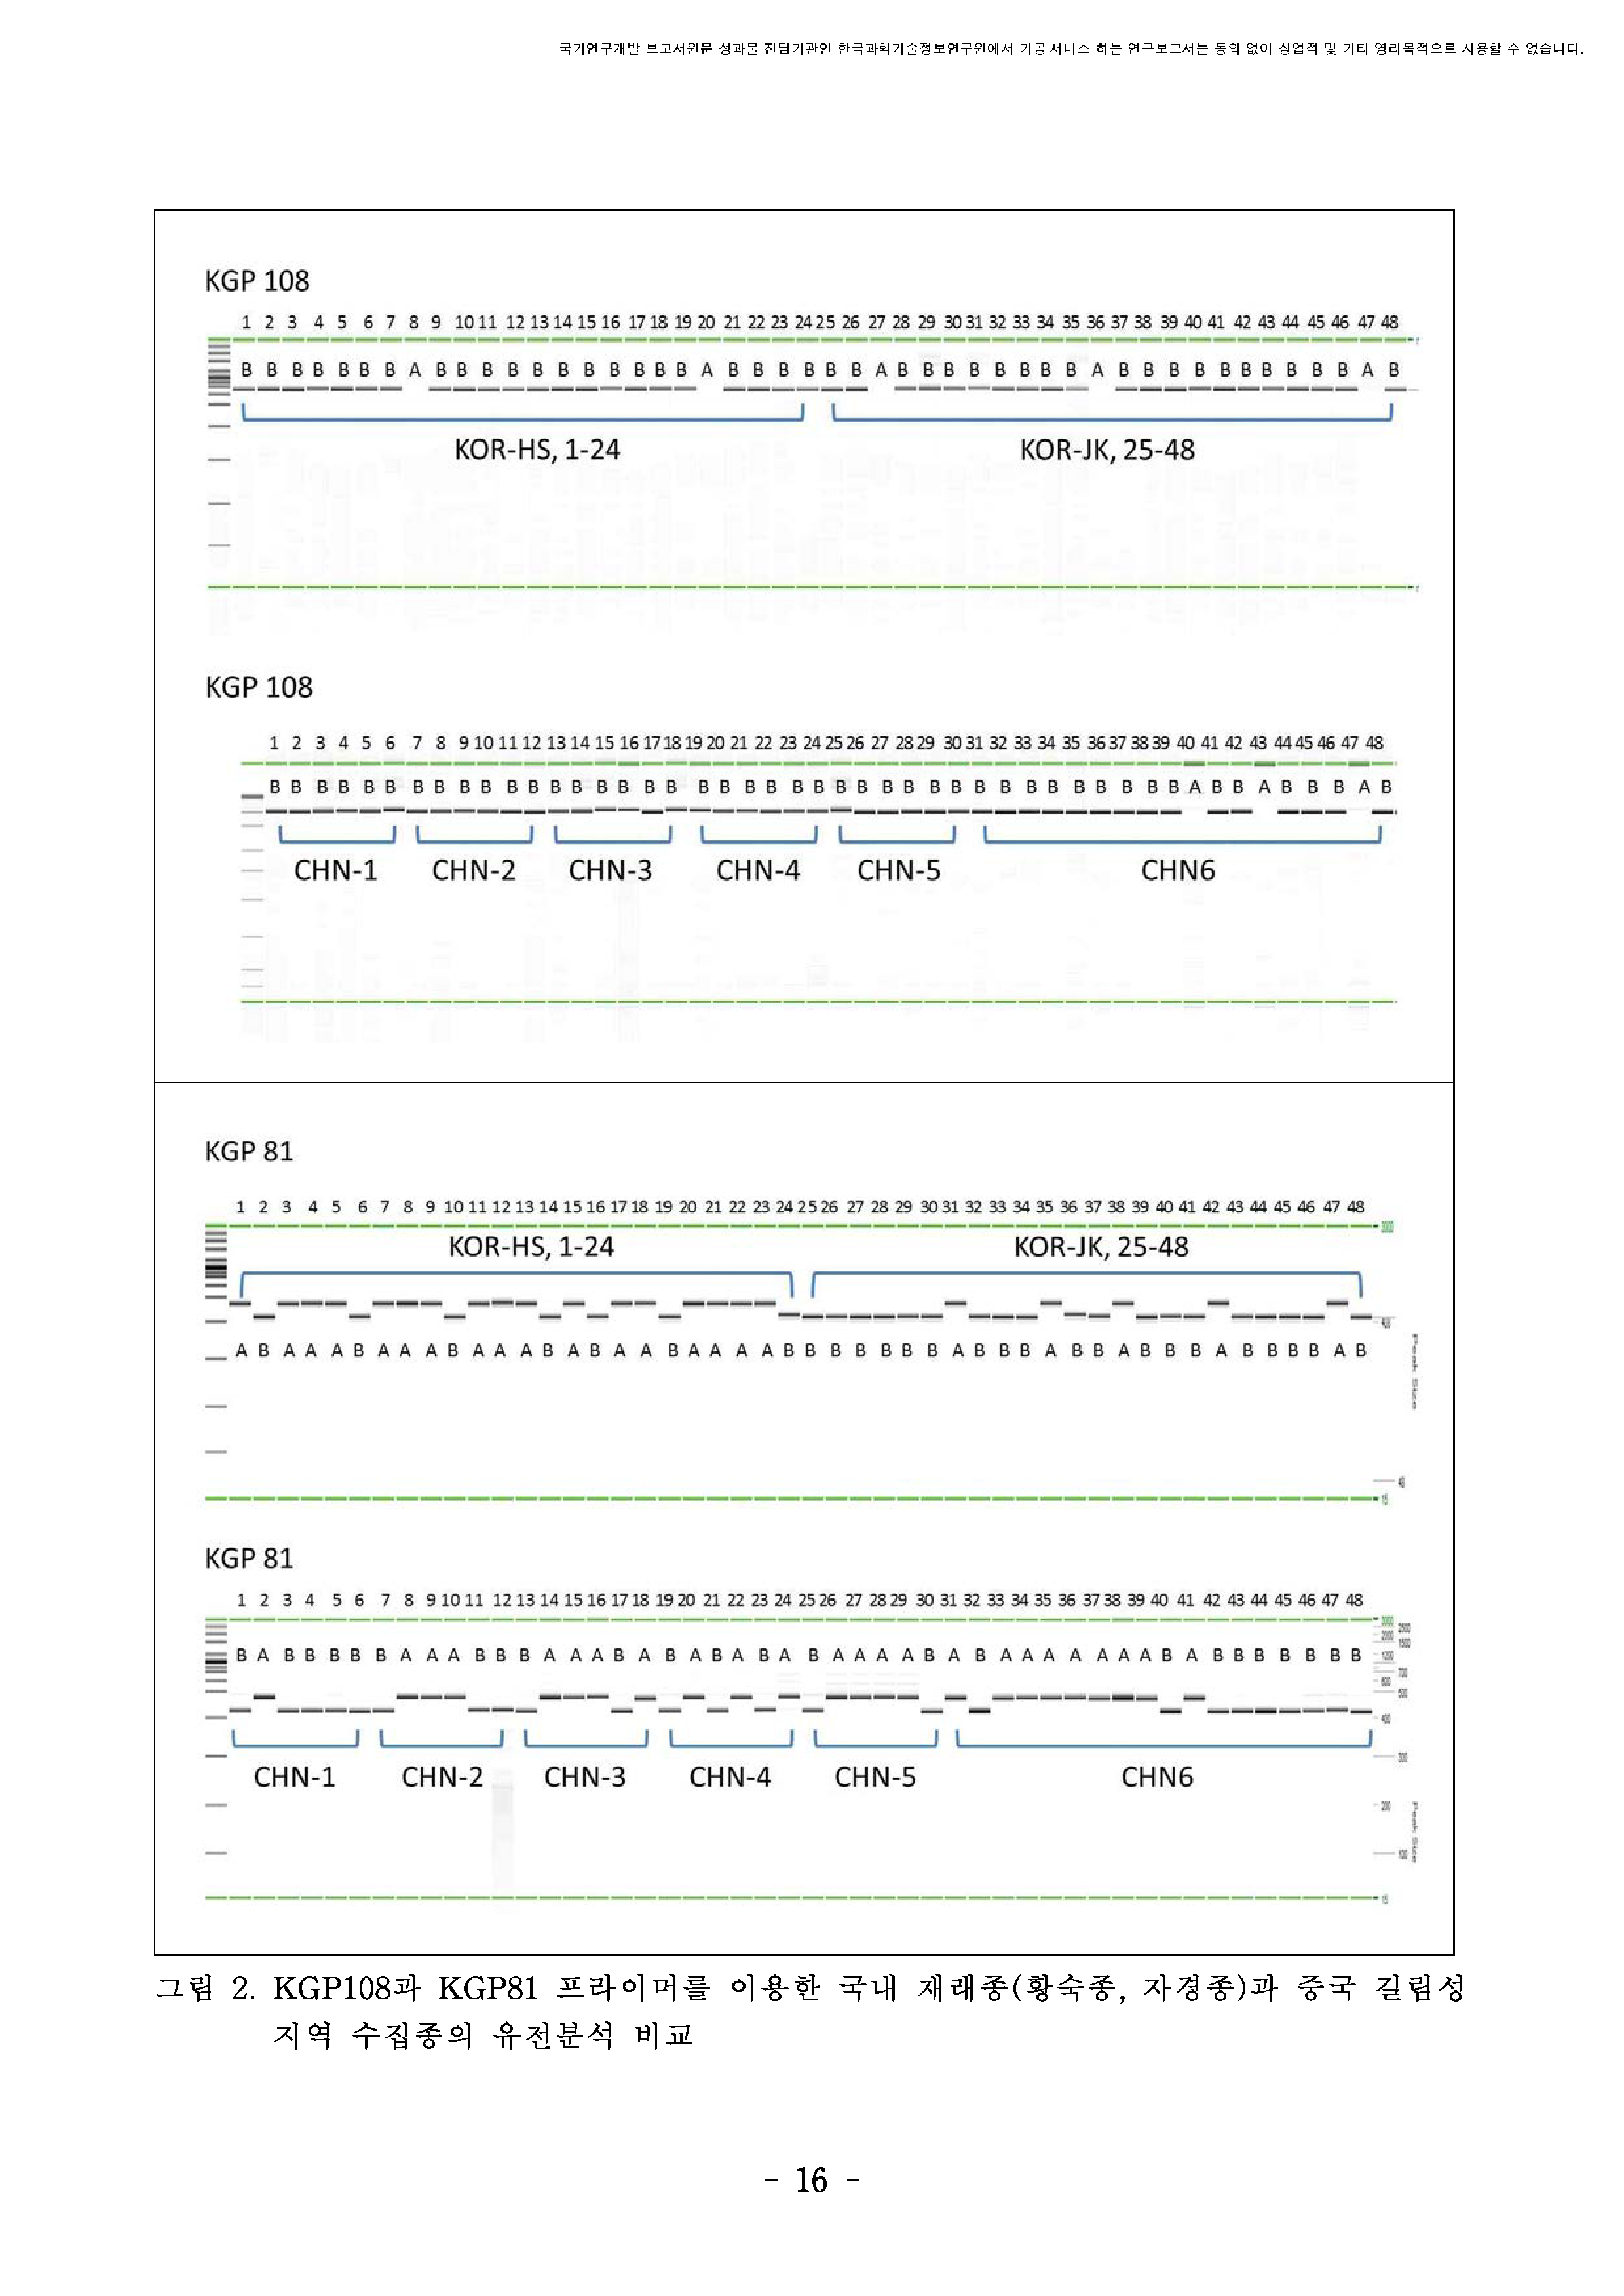 국가연구개발 보고서원문 성과물 전담기관인 한국과학기술정보연구원에서 가공·서비스 하는 연구보고서는 동의 없이 상업적 및 기타 영리목적으로 사용할 수 없습니다.
KGP 108
1 2 3 4 5 6 7 8 9 10 11 12 13 14 15 16 17 18 19 20 21 22 23 24 25 26 27 28 29 30 31 32 33 34 35 36 37 38 39 40 41 42 43 44 45 46 47 48
B B B B B B B A B B B B B B B B B B B A B B B B B B A B B B B B B B B A B B B B B B B B B B A B
KOR-HS, 1-24 KOR-JK, 25-48
KGP 108
1 2 3 4 5 6 7 8 9 10 11 12 13 14 15 16 17 18 19 20 21 22 23 24 25 26 27 28 29 30 31 32 33 34 35 36 37 38 39 40 41 42 43 44 45 46 47 48
B B B B B B B B B B B B B B B B B B B B B B B B B B B B B B B B B B B B B B B A B B A B B B A B
CHN-1 CHN-2 CHN-3 CHN-4 CHN-5 CHN6
KGP 81
1 2 3 4 5 6 7 8 9 10 11 12 13 14 15 16 17 18 19 20 21 22 23 24 25 26 27 28 29 30 31 32 33 34 35 36 37 38 39 40 41 42 43 44 45 46 47 48
KOR-HS, 1-24 KOR-JK, 25-48
A B A A A B A A A B A A A B A B A A B A A A A B B B B B B B A B B B A B B A B B B A B B B B A B
Peak Size
KGP 81
1 2 3 4 5 6 7 8 9 10 11 12 13 14 15 16 17 18 19 20 21 22 23 24 25 26 27 28 29 30 31 32 33 34 35 36 37 38 39 40 41 42 43 44 45 46 47 48
B A B B B B B A A A B B B A A A B A B A B A B A B A A A A B A B A A A A A A A B A B B B B B B B
CHN-1 CHN-2 CHN-3 CHN-4 CHN-5 CHN6
Peak Size
그림 2. KGP108과 KGP81 프라이머를 이용한 국내 재래종(황숙종, 자경종)과 중국 길림성
지역 수집종의 유전분석 비교
- 16 -